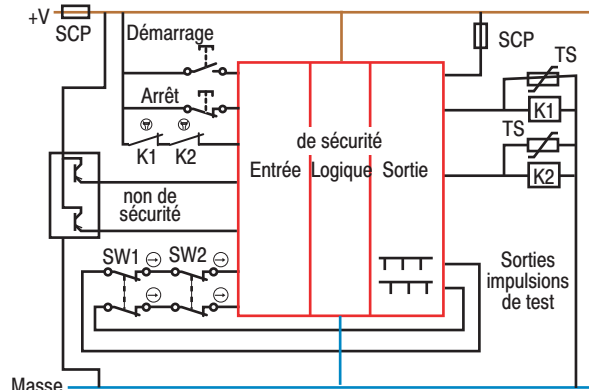 +V
SCP
Démarrage
SCP
TS
Arrêt
K1
K1 K2
TS
de sécurité
Entrée Logique Sortie
K2
non de
sécurité
SW1 SW2
Sorties
impulsions
de test
Masse